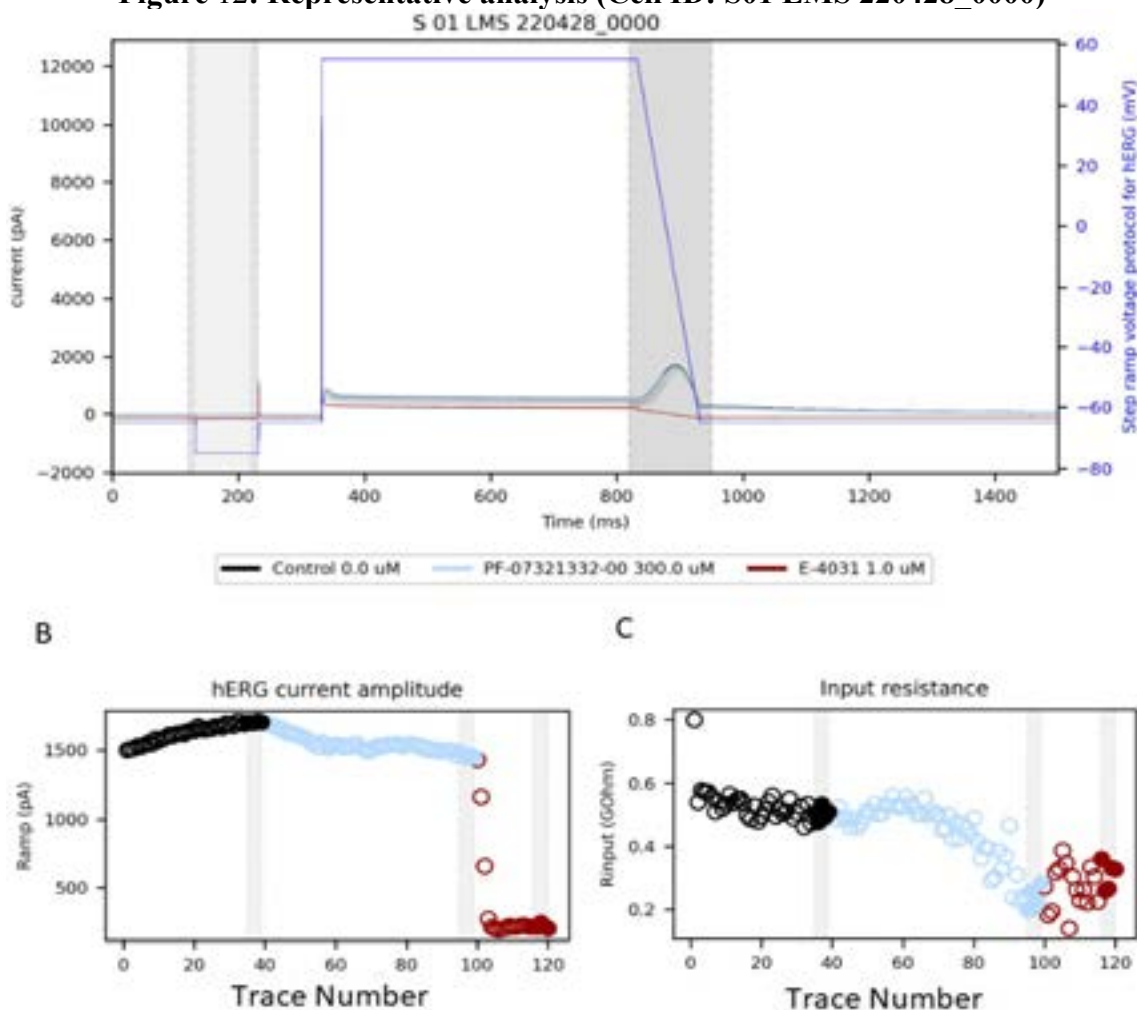 Figure 12: Representative analysis (Cell ID: S01 LMS 220428_0000)
S 01 LMS 220428_0000
current (pA)
12000
10000
8000
6000
4000
2000
0
−2000
60
40
20
0
−20
−40
−60
−80
Step ramp voltage protocol for hERG (mV)
0 200 400 600 800 1000 1200 1400
Time (ms)
Control 0.0 uM PF-07321332-00 300.0 uM E-4031 1.0 uM
B
hERG current amplitude
Ramp (pA)
1500
1000
500
0 20 40 60 80 100 120
Trace Number
C
Input resistance
Rinput (GOhm)
0.8
0.6
0.4
0.2
0 20 40 60 80 100 120
Trace Number